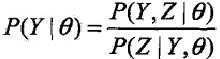 P(Y | θ) = P(Y, Z | θ) / P(Z | Y, θ)